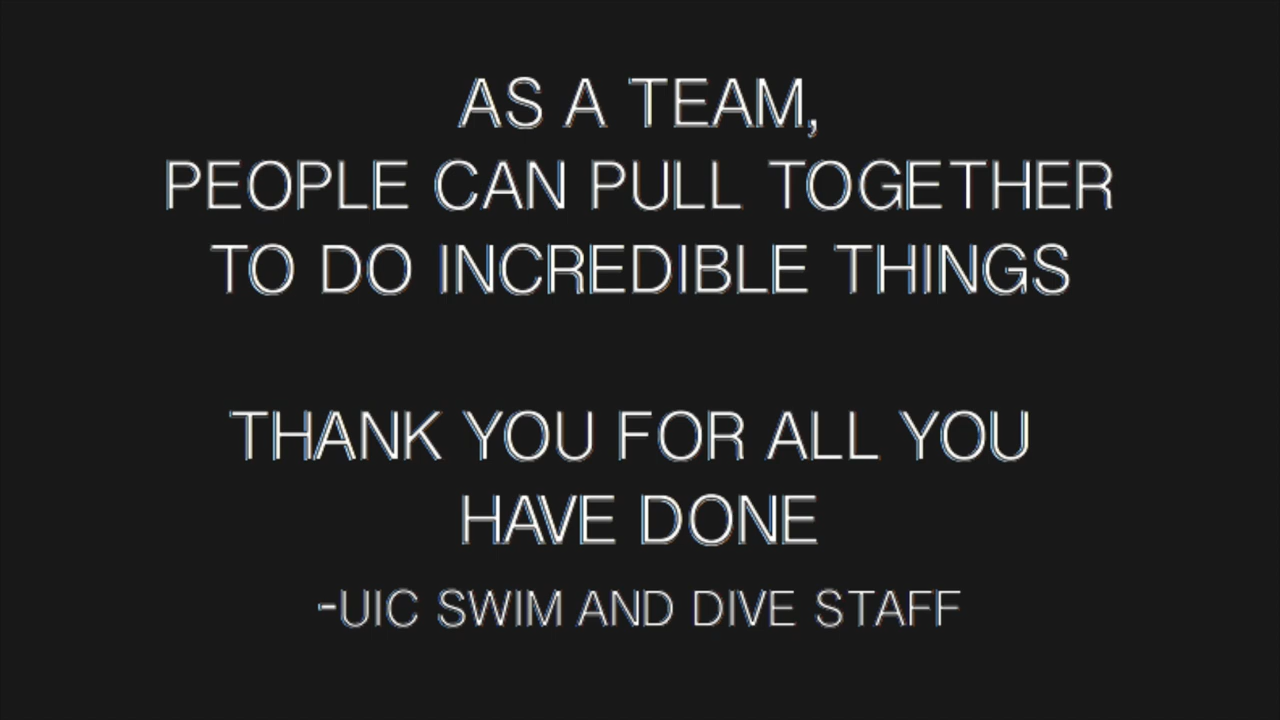 AS A TEAM,
PEOPLE CAN PULL TOGETHER
TO DO INCREDIBLE THINGS
THANK YOU FOR ALL YOU
HAVE DONE
-UIC SWIM AND DIVE STAFF